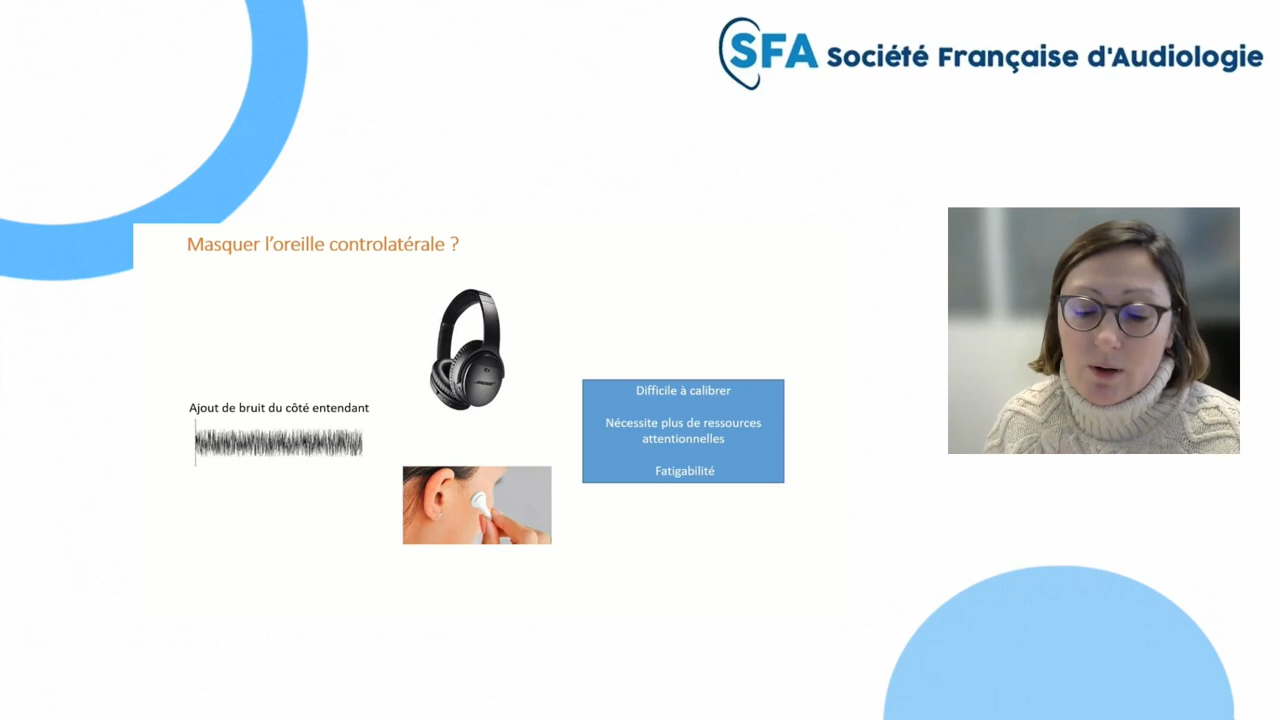 SFA Société Française d'Audiologie
Masquer l'oreille controlatérale ?
Ajout de bruit du côté entendant
Difficile à calibrer
Nécessite plus de ressources
attentionnelles
Fatigabilité